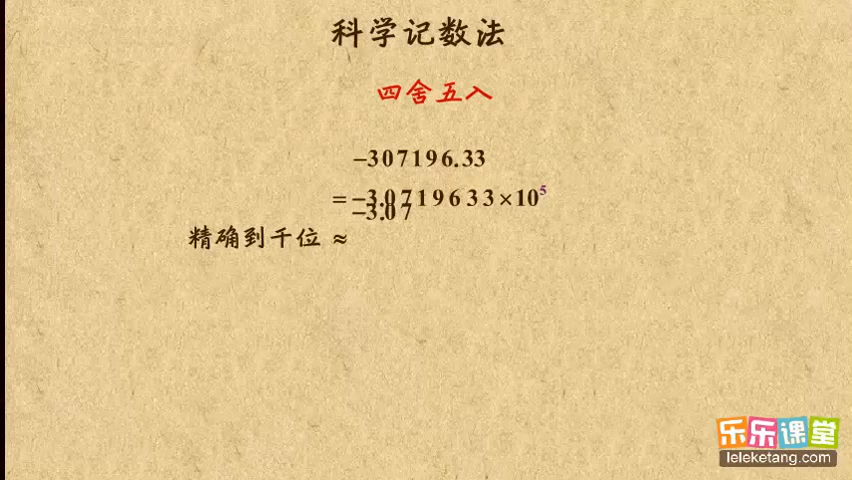 科学记数法
四舍五入
−307196.33
= −3.0719633×10⁵
−3.07
精确到千位 ≈
乐乐课堂
leleketang.com